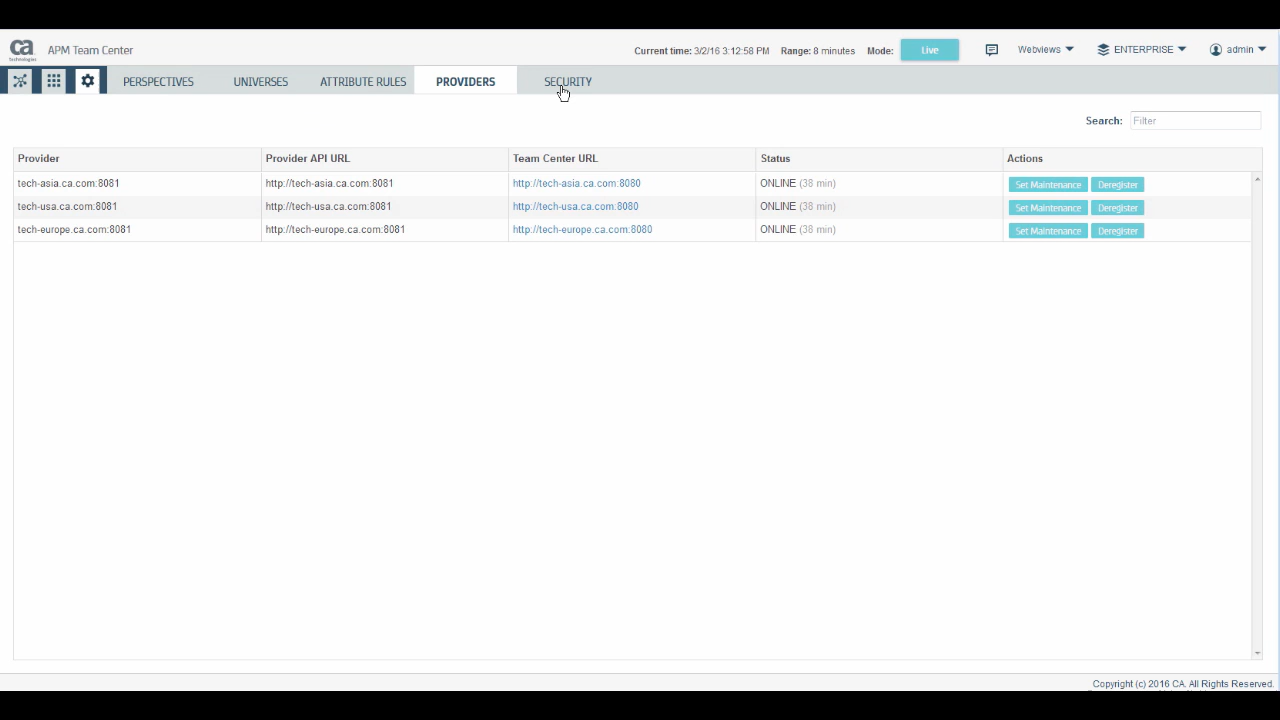 ca
technologies
APM Team Center
Current time: 3/2/16 3:12:58 PM Range: 8 minutes Mode: Live Webviews ENTERPRISE admin
PERSPECTIVES UNIVERSES ATTRIBUTE RULES PROVIDERS SECURITY
Search: Filter
Provider Provider API URL Team Center URL Status Actions
tech-asia.ca.com:8081 http://tech-asia.ca.com:8081 http://tech-asia.ca.com:8080 ONLINE (38 min) Set Maintenance Deregister
tech-usa.ca.com:8081 http://tech-usa.ca.com:8081 http://tech-usa.ca.com:8080 ONLINE (38 min) Set Maintenance Deregister
tech-europe.ca.com:8081 http://tech-europe.ca.com:8081 http://tech-europe.ca.com:8080 ONLINE (38 min) Set Maintenance Deregister
Copyright (c) 2016 CA. All Rights Reserved.